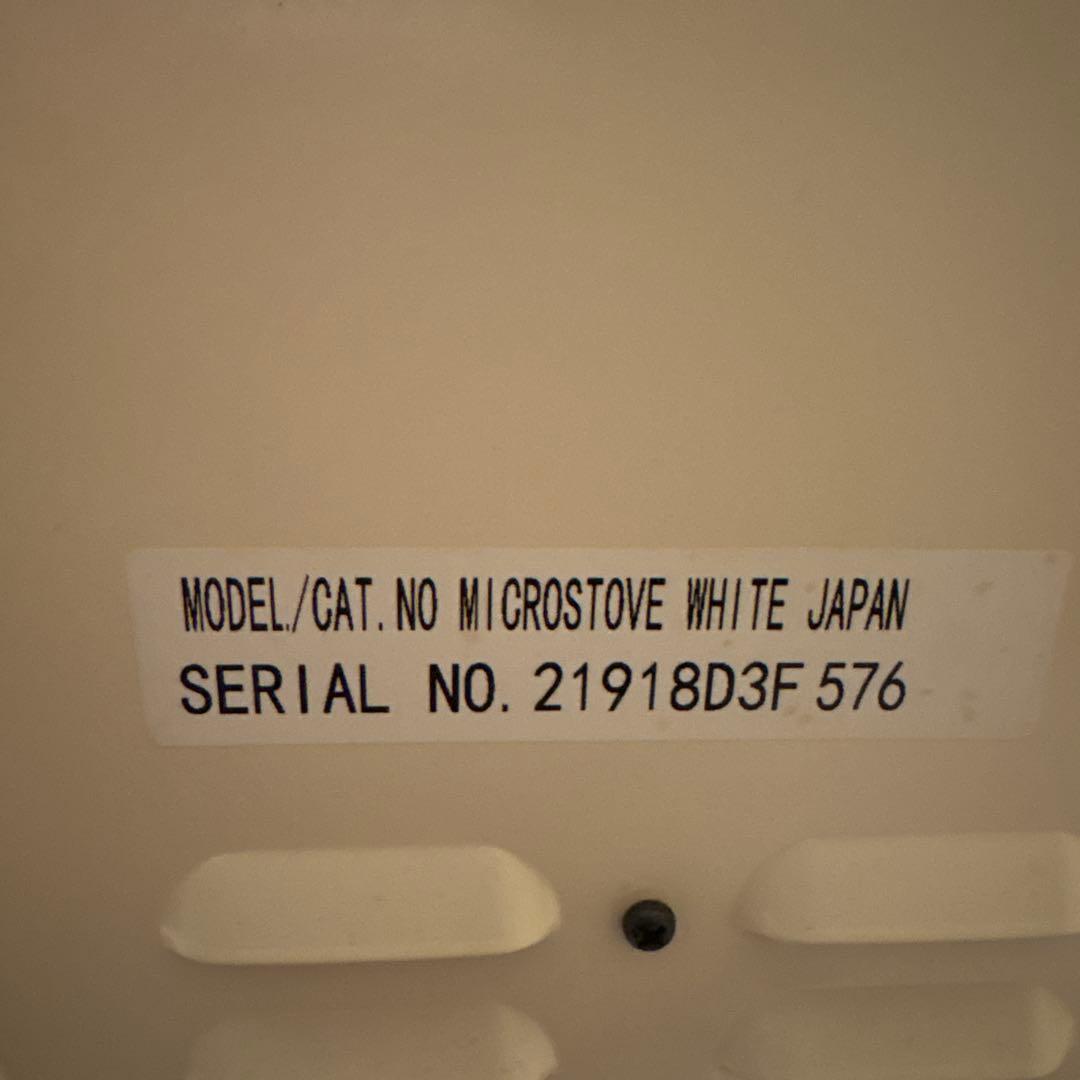 MODEL./CAT.NO MICROSTOVE WHITE JAPAN
SERIAL NO. 21918D3F576